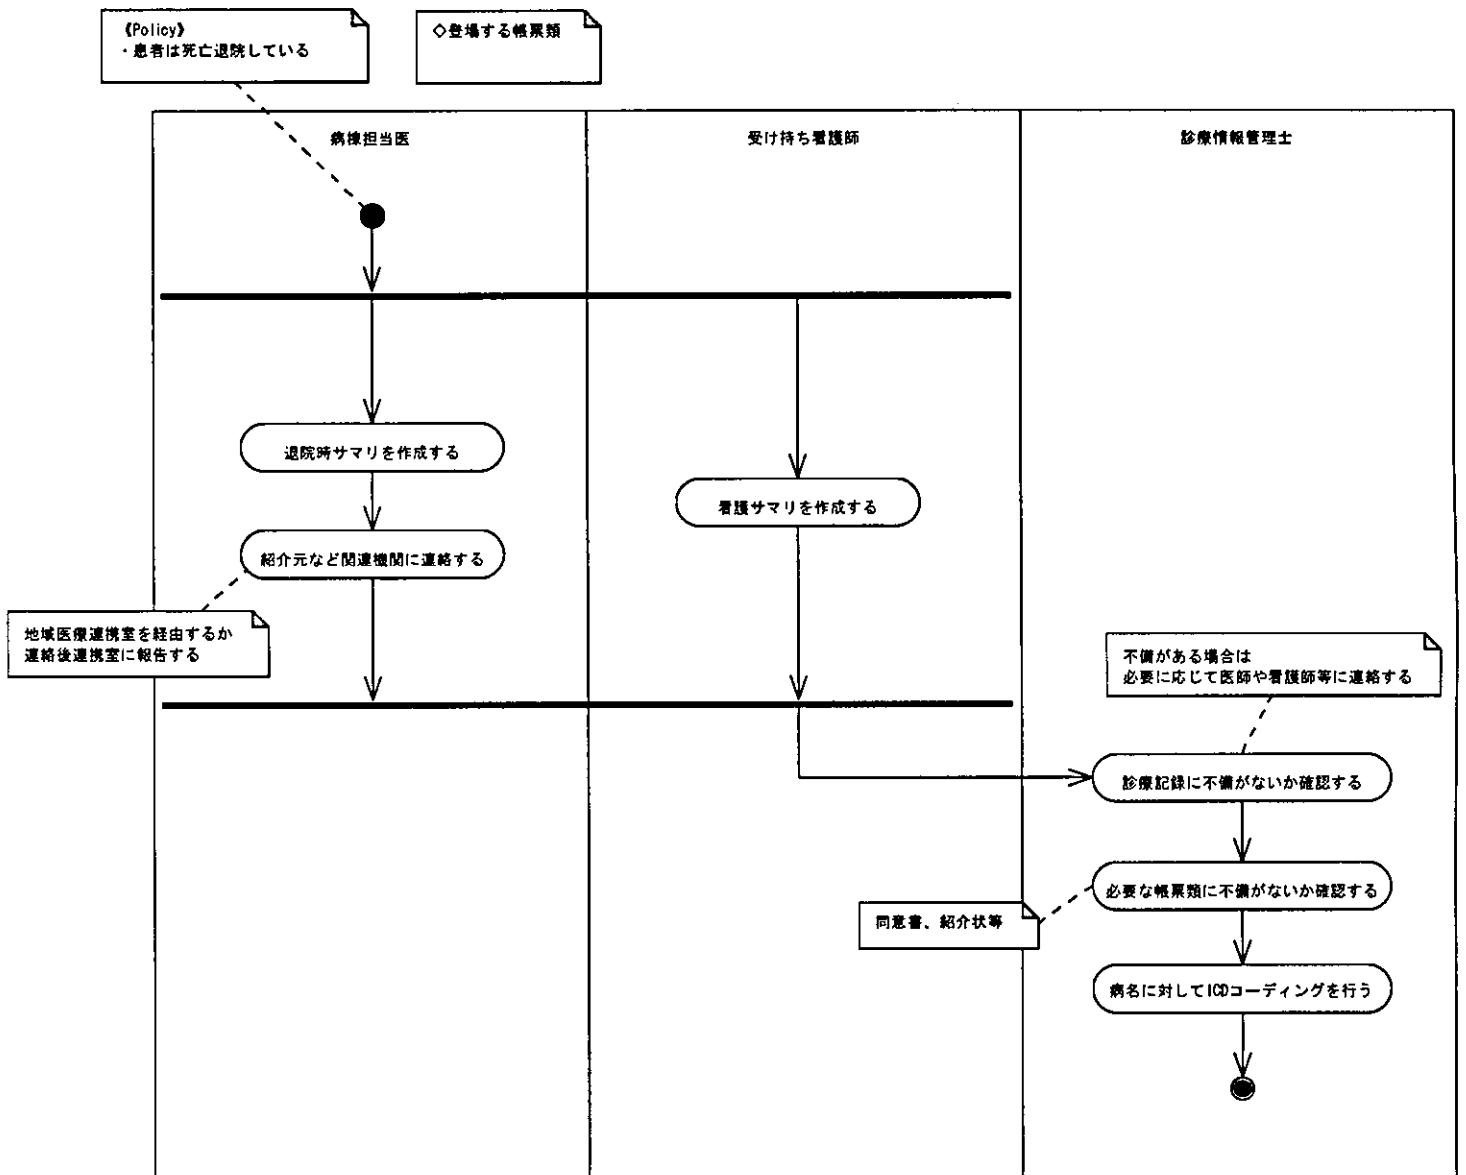 《Policy》
・患者は死亡退院している
◇登場する帳票類
病棟担当医
受け持ち看護師
診療情報管理士
退院時サマリを作成する
看護サマリを作成する
紹介元など関連機関に連絡する
地域医療連携室を経由するか
連絡後連携室に報告する
不備がある場合は
必要に応じて医師や看護師等に連絡する
診療記録に不備がないか確認する
必要な帳票類に不備がないか確認する
同意書、紹介状等
病名に対してICDコーディングを行う